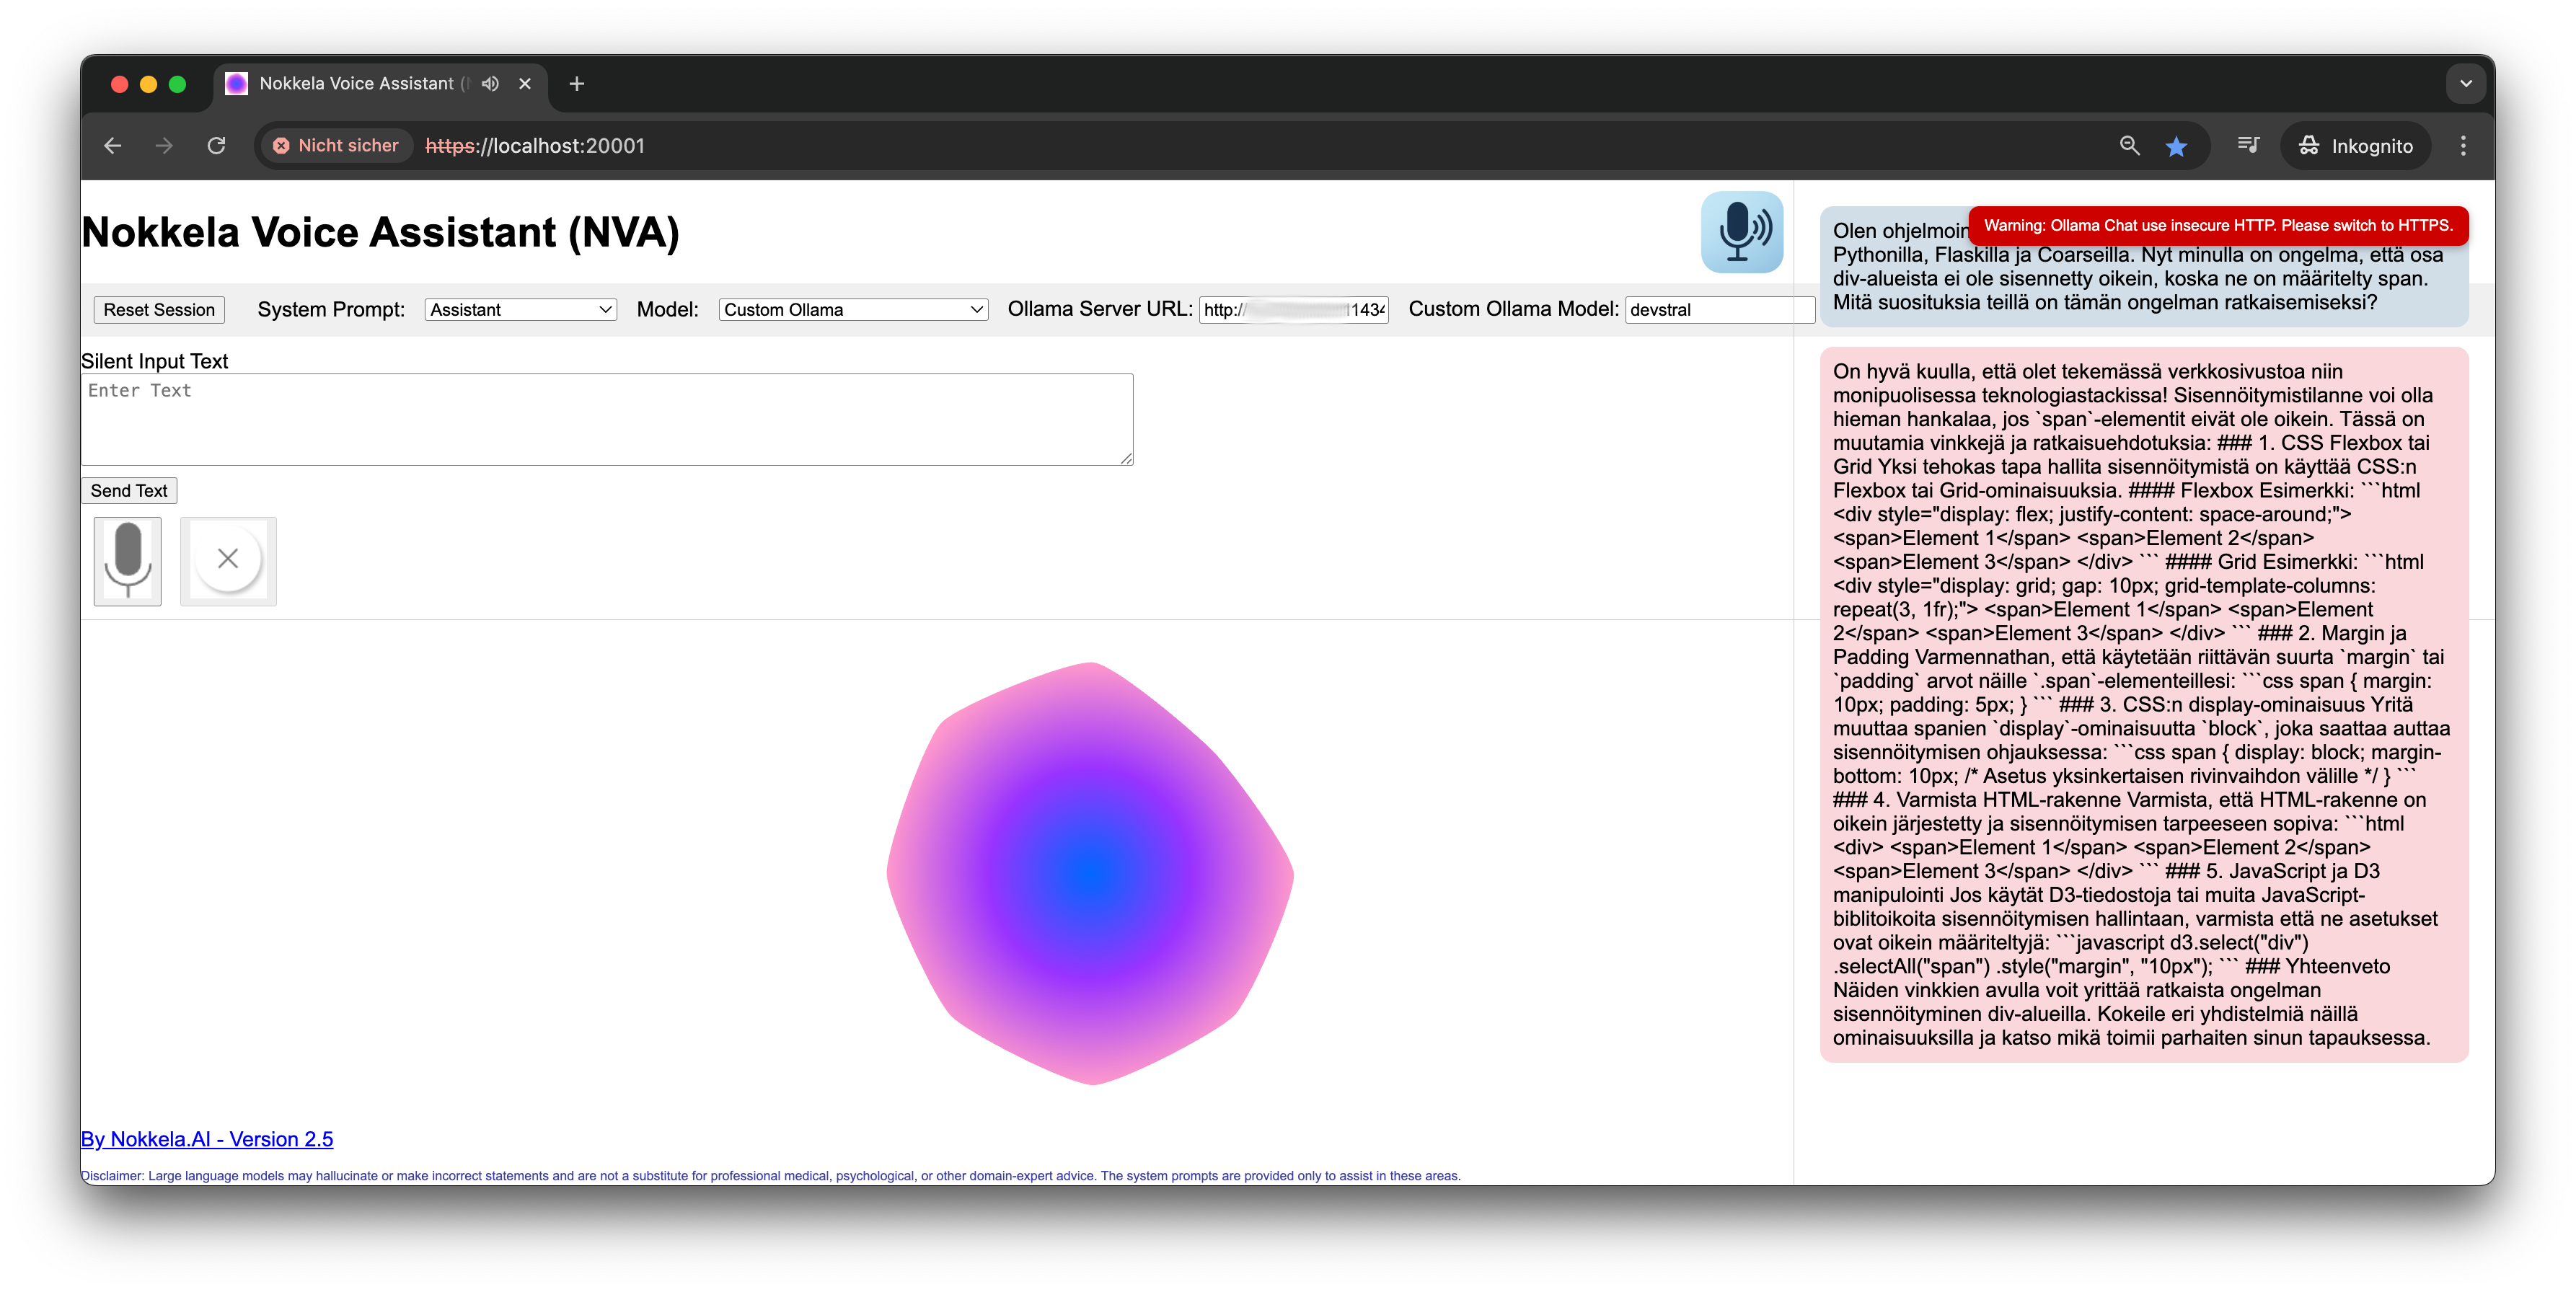 Nokkela Voice Assistant (
Nicht sicher
https://localhost:20001
Inkognito
Nokkela Voice Assistant (NVA)
Reset Session
System Prompt:
Assistant
Model:
Custom Ollama
Ollama Server URL:
http://
1434
Custom Ollama Model:
devstral
Silent Input Text
Enter Text
Send Text
By Nokkela.AI - Version 2.5
Disclaimer: Large language models may hallucinate or make incorrect statements and are not a substitute for professional medical, psychological, or other domain-expert advice. The system prompts are provided only to assist in these areas.
Warning: Ollama Chat use insecure HTTP. Please switch to HTTPS.
Olen ohjelmoin
Pythonilla, Flaskilla ja Coarseilla. Nyt minulla on ongelma, että osa
div-alueista ei ole sisennetty oikein, koska ne on määritelty span.
Mitä suosituksia teillä on tämän ongelman ratkaisemiseksi?
On hyvä kuulla, että olet tekemässä verkkosivustoa niin
monipuolisessa teknologiastackissa! Sisennöitymistilanne voi olla
hieman hankalaa, jos `span`-elementit eivät ole oikein. Tässä on
muutamia vinkkejä ja ratkaisuehdotuksia: ### 1. CSS Flexbox tai
Grid Yksi tehokas tapa hallita sisennöitymistä on käyttää CSS:n
Flexbox tai Grid-ominaisuuksia. #### Flexbox Esimerkki: ```html
<div style="display: flex; justify-content: space-around;">
<span>Element 1</span> <span>Element 2</span>
<span>Element 3</span> </div> ``` #### Grid Esimerkki: ```html
<div style="display: grid; gap: 10px; grid-template-columns:
repeat(3, 1fr);"> <span>Element 1</span> <span>Element
2</span> <span>Element 3</span> </div> ``` ### 2. Margin ja
Padding Varmennathan, että käytetään riittävän suurta `margin` tai
`padding` arvot näille `.span`-elementeillesi: ```css span { margin:
10px; padding: 5px; } ``` ### 3. CSS:n display-ominaisuus Yritä
muuttaa spanien `display`-ominaisuutta `block`, joka saattaa auttaa
sisennöitymisen ohjauksessa: ```css span { display: block; margin-
bottom: 10px; /* Asetus yksinkertaisen rivinvaihdon välille */ } ```
### 4. Varmista HTML-rakenne Varmista, että HTML-rakenne on
oikein järjestetty ja sisennöitymisen tarpeeseen sopiva: ```html
<div> <span>Element 1</span> <span>Element 2</span>
<span>Element 3</span> </div> ``` ### 5. JavaScript ja D3
manipulointi Jos käytät D3-tiedostoja tai muita JavaScript-
biblitoikoita sisennöitymisen hallintaan, varmista että ne asetukset
ovat oikein määriteltyjä: ```javascript d3.select("div")
.selectAll("span") .style("margin", "10px"); ``` ### Yhteenveto
Näiden vinkkien avulla voit yrittää ratkaista ongelman
sisennöityminen div-alueilla. Kokeile eri yhdistelmiä näillä
ominaisuuksilla ja katso mikä toimii parhaiten sinun tapauksessa.